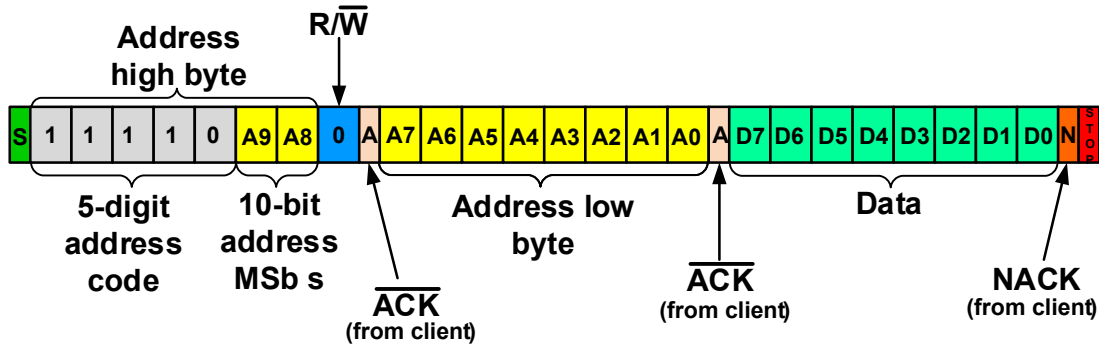 R/W
Address
high byte
S 1 1 1 1 0 A9 A8 0 A A7 A6 A5 A4 A3 A2 A1 A0 A D7 D6 D5 D4 D3 D2 D1 D0 N STOP
5-digit
address
code
10-bit
address
MSb s
Address low
byte
Data
ACK
(from client)
ACK
(from client)
NACK
(from client)